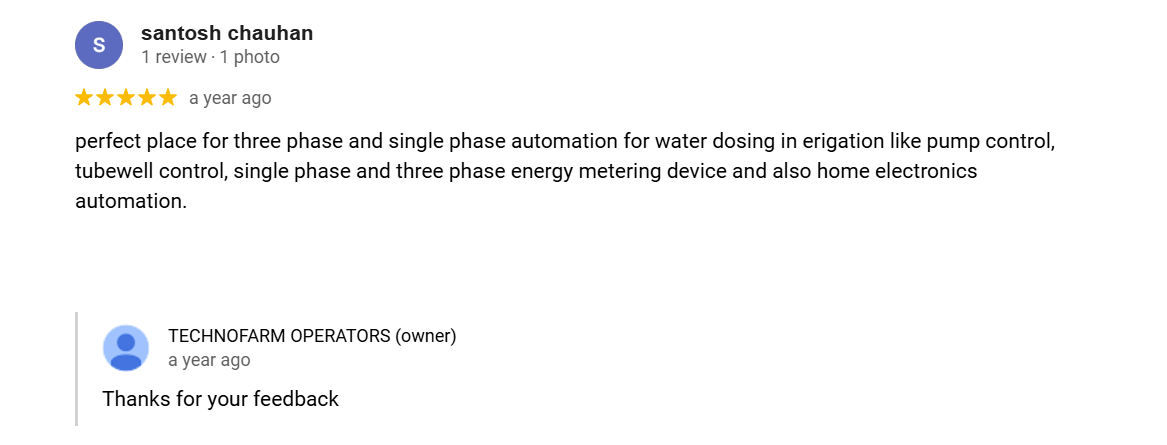 S
santosh chauhan
1 review · 1 photo
a year ago
perfect place for three phase and single phase automation for water dosing in erigation like pump control,
tubewell control, single phase and three phase energy metering device and also home electronics
automation.
TECHNOFARM OPERATORS (owner)
a year ago
Thanks for your feedback